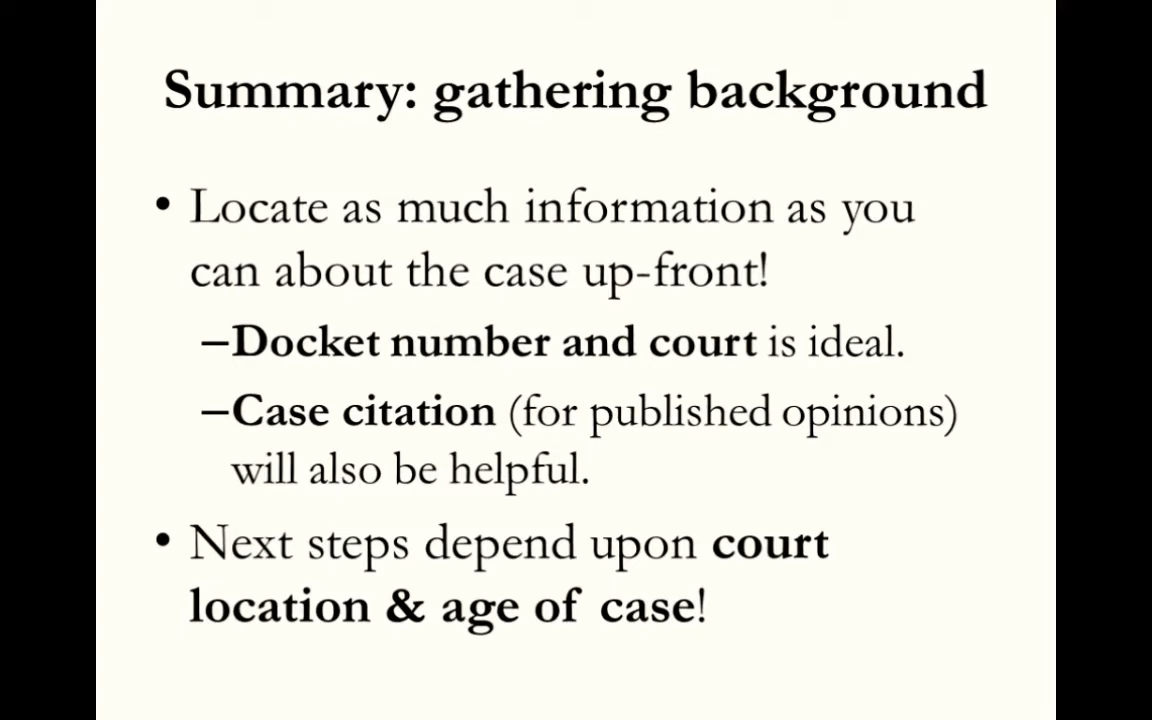 Summary: gathering background
• Locate as much information as you
can about the case up-front!
–Docket number and court is ideal.
–Case citation (for published opinions)
will also be helpful.
• Next steps depend upon court
location & age of case!